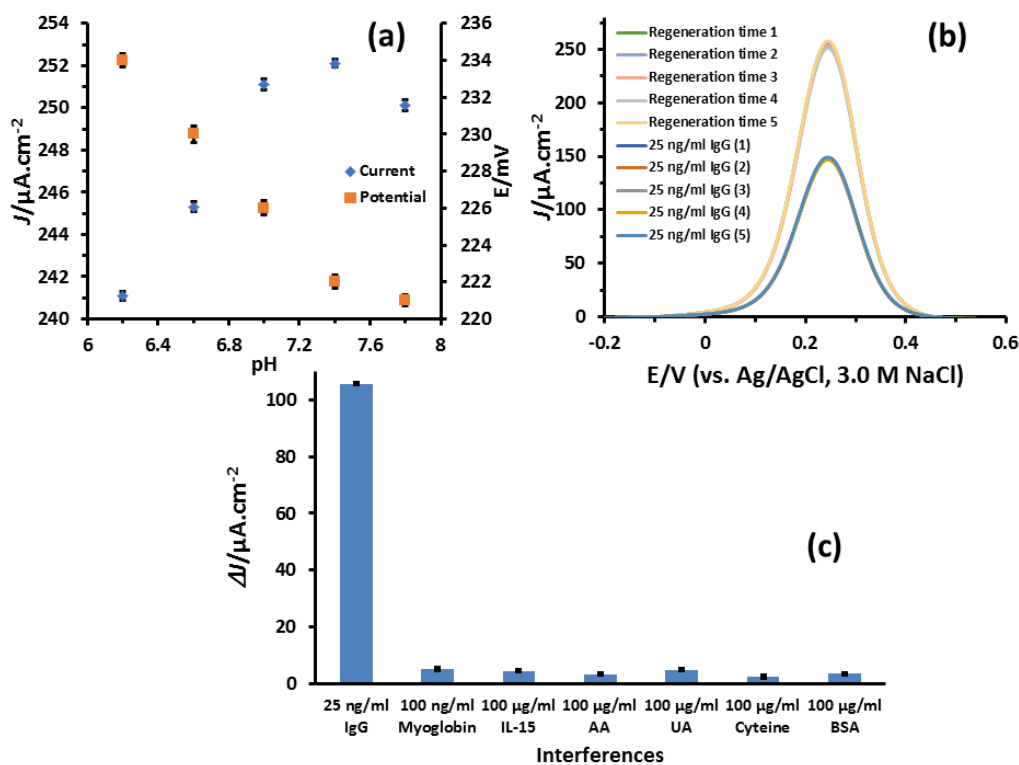 (a)
J/µA.cm-2
254
252
250
248
246
244
242
240
E/mV
236
234
232
230
228
226
224
222
220
Current
Potential
6 6.4 6.8 7.2 7.6 8
pH
(b)
J/µA.cm-2
250
200
150
100
50
0
Regeneration time 1
Regeneration time 2
Regeneration time 3
Regeneration time 4
Regeneration time 5
25 ng/ml IgG (1)
25 ng/ml IgG (2)
25 ng/ml IgG (3)
25 ng/ml IgG (4)
25 ng/ml IgG (5)
-0.2 0 0.2 0.4 0.6
E/V (vs. Ag/AgCl, 3.0 M NaCl)
(c)
ΔJ/µA.cm-2
100
80
60
40
20
0
25 ng/ml
IgG
100 ng/ml
Myoglobin
100 µg/ml
IL-15
100 µg/ml
AA
100 µg/ml
UA
100 µg/ml
Cyteine
100 µg/ml
BSA
Interferences